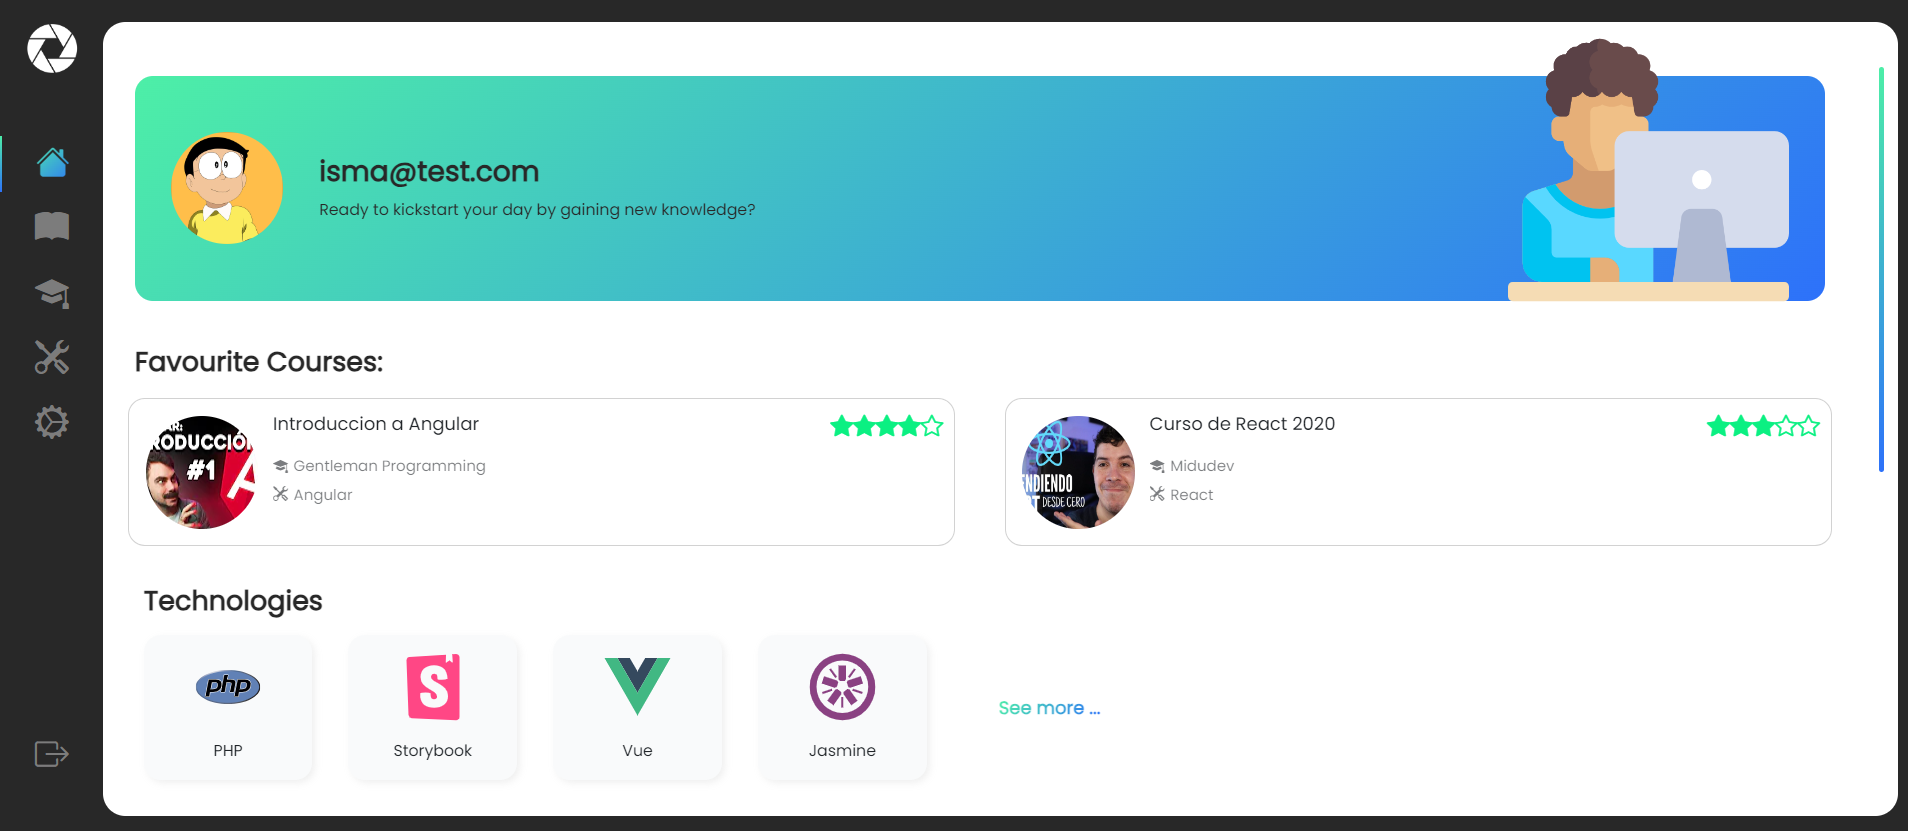 isma@test.com
Ready to kickstart your day by gaining new knowledge?
Favourite Courses:
RODUCCIÓN
#1
Introduccion a Angular
Gentleman Programming
Angular
NDIENDO
DESDE CERO
Curso de React 2020
Midudev
React
Technologies
php
PHP
S
Storybook
Vue
Jasmine
See more ...